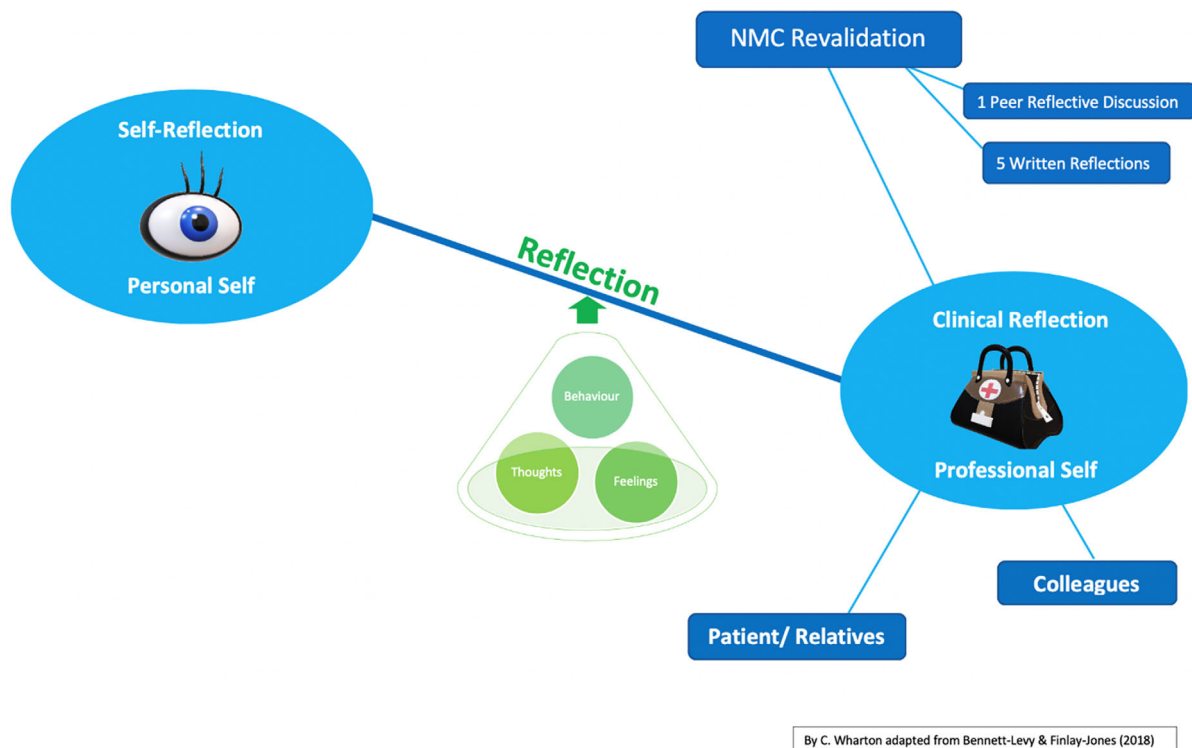 NMC Revalidation
1 Peer Reflective Discussion
5 Written Reflections
Self-Reflection
Personal Self
Reflection
Behaviour
Thoughts
Feelings
Clinical Reflection
Professional Self
Colleagues
Patient/ Relatives
By C. Wharton adapted from Bennett-Levy & Finlay-Jones (2018)